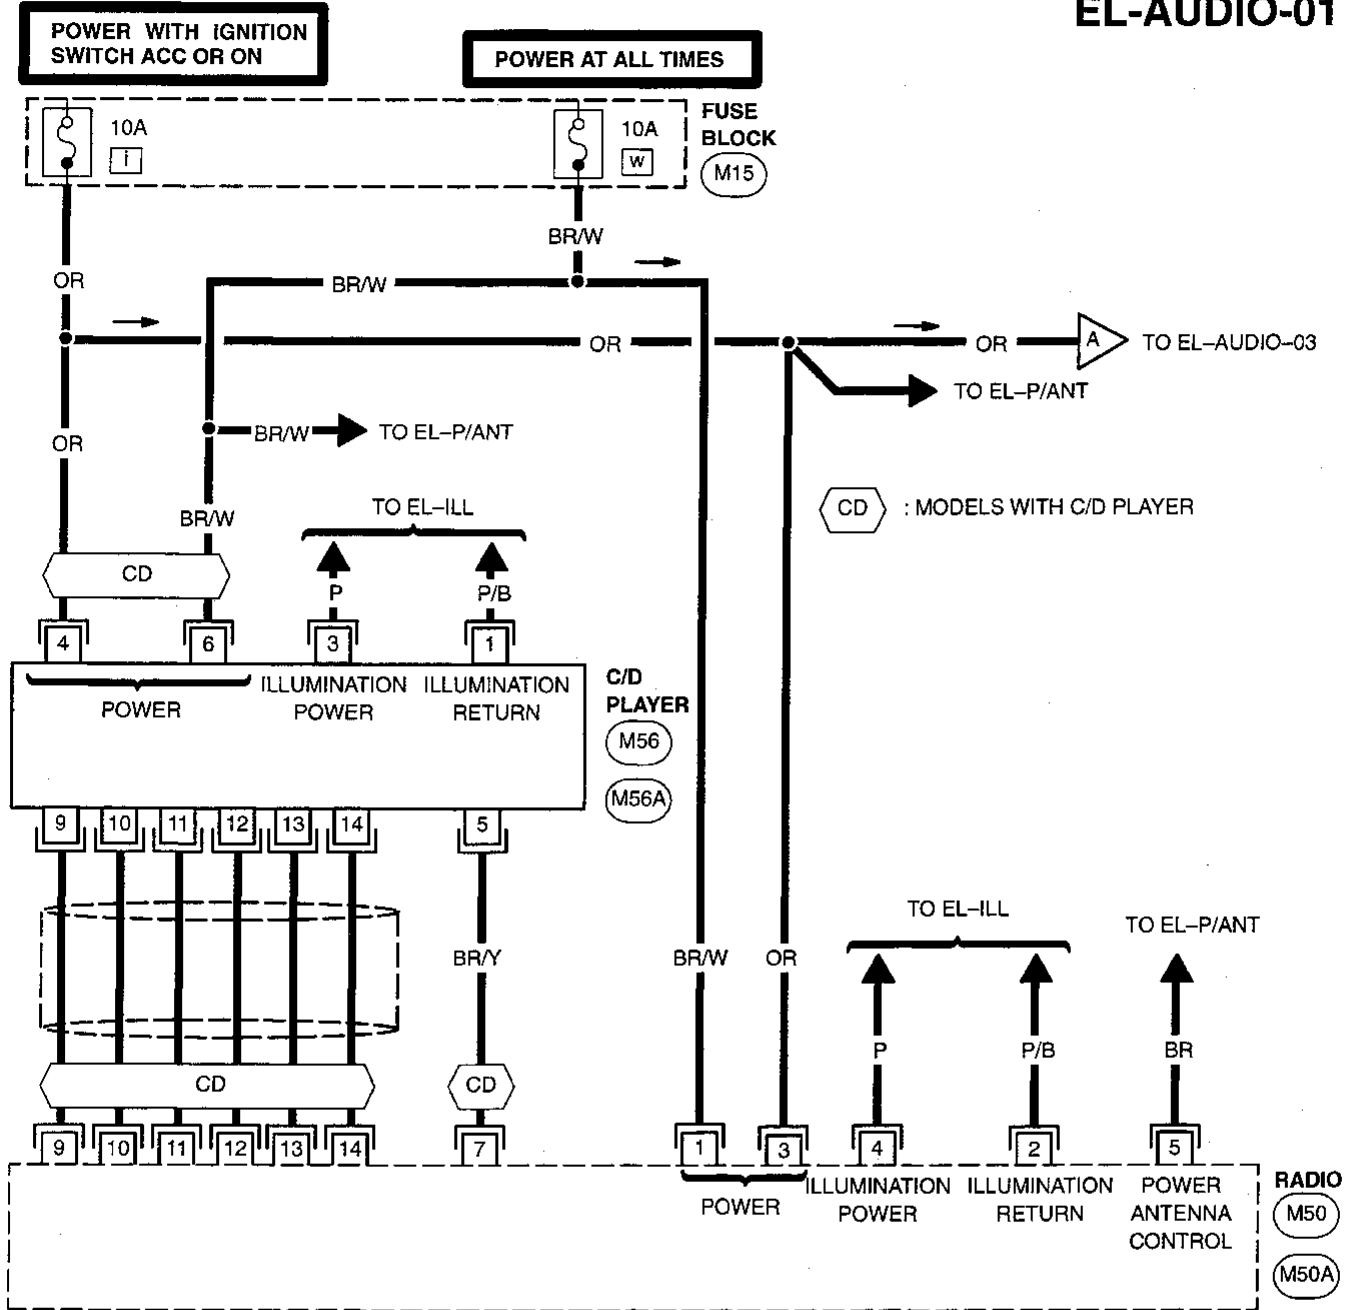 EL-AUDIO-01
POWER WITH IGNITION
SWITCH ACC OR ON
POWER AT ALL TIMES
10A
i
10A
w
FUSE
BLOCK
M15
BR/W
OR
BR/W
OR
OR
A
TO EL-AUDIO-03
TO EL-P/ANT
OR
BR/W
TO EL-P/ANT
BR/W
TO EL-ILL
CD
: MODELS WITH C/D PLAYER
CD
P
P/B
4
6
3
1
POWER
ILLUMINATION
POWER
ILLUMINATION
RETURN
C/D
PLAYER
M56
M56A
9
10
11
12
13
14
5
TO EL-ILL
TO EL-P/ANT
BR/Y
BR/W
OR
P
P/B
BR
CD
CD
9
10
11
12
13
14
7
1
3
4
2
5
POWER
ILLUMINATION
POWER
ILLUMINATION
RETURN
POWER
ANTENNA
CONTROL
RADIO
M50
M50A